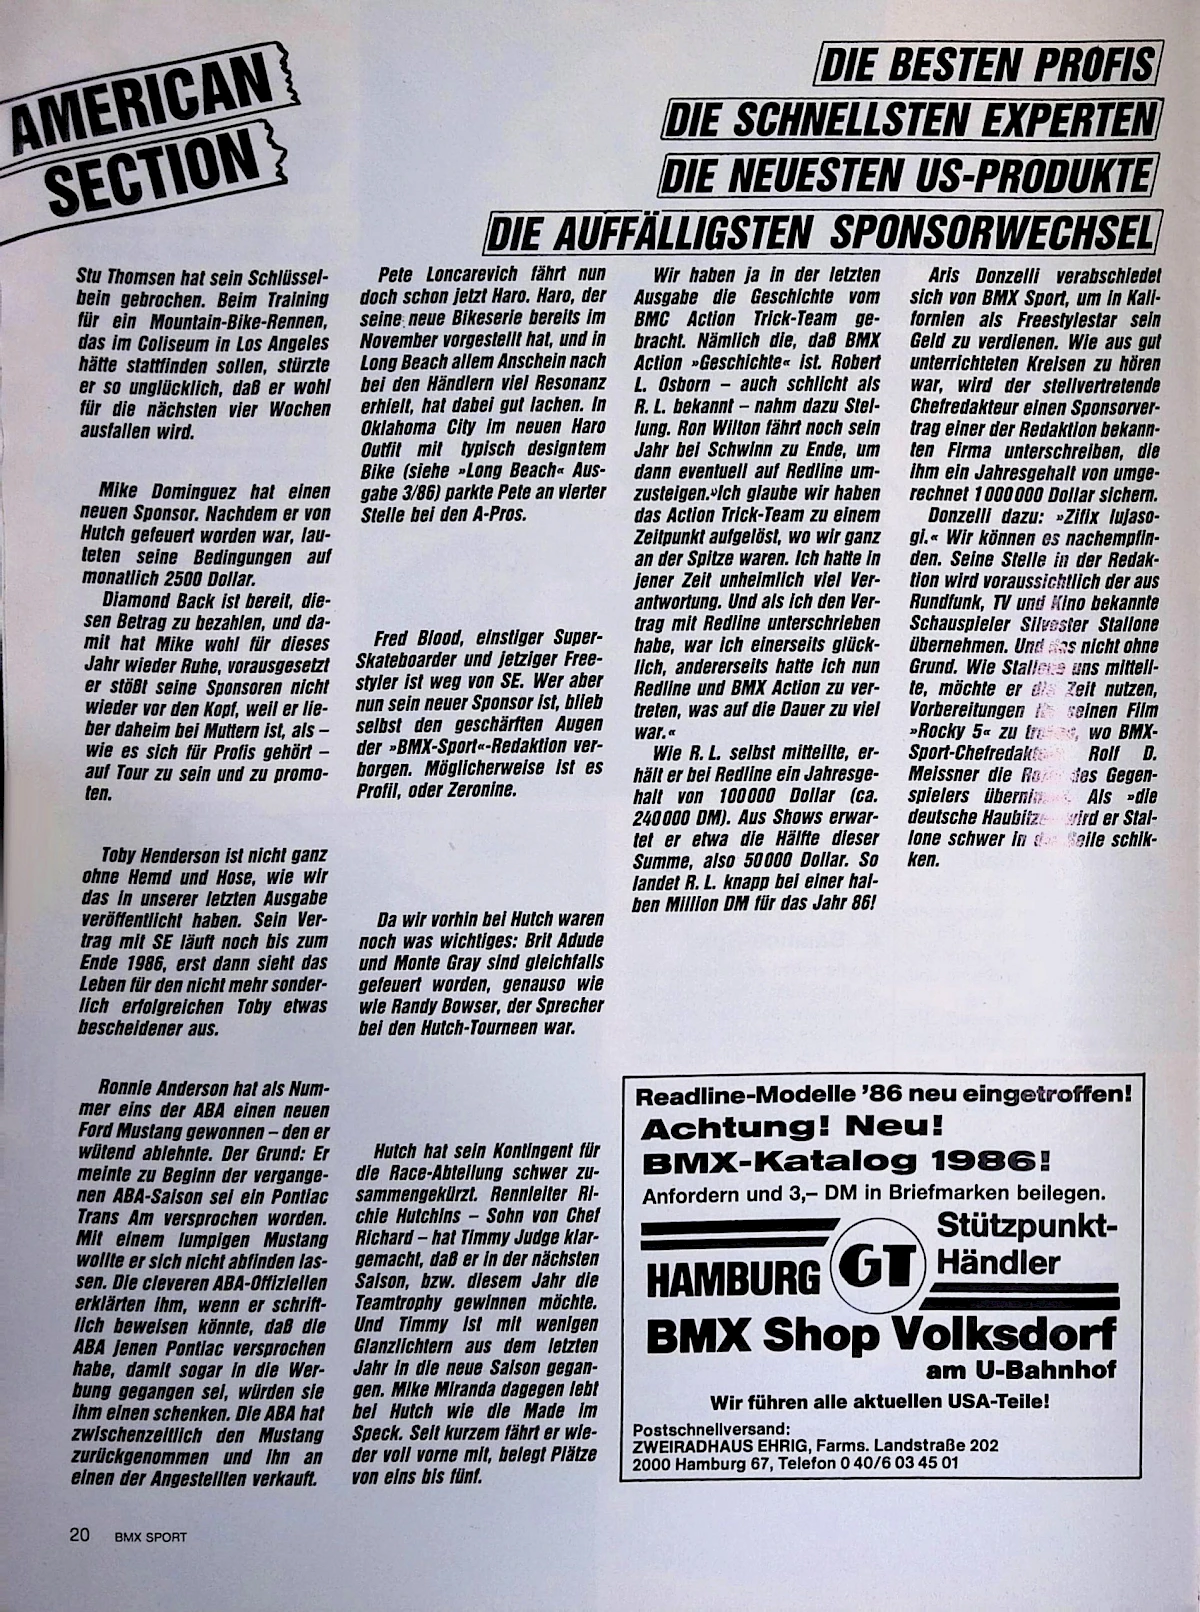 AMERICAN
SECTION
DIE BESTEN PROFIS
DIE SCHNELLSTEN EXPERTEN
DIE NEUESTEN US-PRODUKTE
DIE AUFFÄLLIGSTEN SPONSORWECHSEL
Stu Thomsen hat sein Schlüssel-
bein gebrochen. Beim Training
für ein Mountain-Bike-Rennen,
das im Coliseum in Los Angeles
hätte stattfinden sollen, stürzte
er so unglücklich, daß er wohl
für die nächsten vier Wochen
ausfallen wird.
Mike Dominguez hat einen
neuen Sponsor. Nachdem er von
Hutch gefeuert worden war, lau-
teten seine Bedingungen auf
monatlich 2500 Dollar.
Diamond Back ist bereit, die-
sen Betrag zu bezahlen, und da-
mit hat Mike wohl für dieses
Jahr wieder Ruhe, vorausgesetzt
er stößt seine Sponsoren nicht
wieder vor den Kopf, weil er lie-
ber daheim bei Muttern ist, als –
wie es sich für Profis gehört –
auf Tour zu sein und zu promo-
ten.
Toby Henderson ist nicht ganz
ohne Hemd und Hose, wie wir
das in unserer letzten Ausgabe
veröffentlicht haben. Sein Ver-
trag mit SE läuft noch bis zum
Ende 1986, erst dann sieht das
Leben für den nicht mehr sonder-
lich erfolgreichen Toby etwas
bescheidener aus.
Ronnie Anderson hat als Num-
mer eins der ABA einen neuen
Ford Mustang gewonnen – den er
wütend ablehnte. Der Grund: Er
meinte zu Beginn der vergange-
nen ABA-Saison sei ein Pontiac
Trans Am versprochen worden.
Mit einem lumpigen Mustang
wollte er sich nicht abfinden las-
sen. Die cleveren ABA-Offiziellen
erklärten ihm, wenn er schrift-
lich beweisen könnte, daß die
ABA jenen Pontiac versprochen
habe, damit sogar in die Wer-
bung gegangen sei, würden sie
ihm einen schenken. Die ABA hat
zwischenzeitlich den Mustang
zurückgenommen und ihn an
einen der Angestellten verkauft.
Pete Loncarevich fährt nun
doch schon jetzt Haro. Haro, der
seine neue Bikeserie bereits im
November vorgestellt hat, und in
Long Beach allem Anschein nach
bei den Händlern viel Resonanz
erhielt, hat dabei gut lachen. In
Oklahoma City im neuen Haro
Outfit mit typisch designtem
Bike (siehe »Long Beach« Aus-
gabe 3/86) parkte Pete an vierter
Stelle bei den A-Pros.
Fred Blood, einstiger Super-
Skateboarder und jetziger Free-
styler ist weg von SE. Wer aber
nun sein neuer Sponsor ist, blieb
selbst den geschärften Augen
der »BMX-Sport«-Redaktion ver-
borgen. Möglicherweise ist es
Profil, oder Zeronine.
Da wir vorhin bei Hutch waren
noch was wichtiges: Brit Adude
und Monte Gray sind gleichfalls
gefeuert worden, genauso wie
wie Randy Bowser, der Sprecher
bei den Hutch-Tourneen war.
Hutch hat sein Kontingent für
die Race-Abteilung schwer zu-
sammengekürzt. Rennleiter Ri-
chie Hutchins – Sohn von Chef
Richard – hat Timmy Judge klar-
gemacht, daß er in der nächsten
Saison, bzw. diesem Jahr die
Teamtrophy gewinnen möchte.
Und Timmy ist mit wenigen
Glanzlichtern aus dem letzten
Jahr in die neue Saison gegan-
gen. Mike Miranda dagegen lebt
bei Hutch wie die Made im
Speck. Seit kurzem fährt er wie-
der voll vorne mit, belegt Plätze
von eins bis fünf.
Wir haben ja in der letzten
Ausgabe die Geschichte vom
BMC Action Trick-Team ge-
bracht. Nämlich die, daß BMX
Action »Geschichte« ist. Robert
L. Osborn – auch schlicht als
R. L. bekannt – nahm dazu Stel-
lung. Ron Wilton fährt noch sein
Jahr bei Schwinn zu Ende, um
dann eventuell auf Redline um-
zusteigen.»Ich glaube wir haben
das Action Trick-Team zu einem
Zeitpunkt aufgelöst, wo wir ganz
an der Spitze waren. Ich hatte in
jener Zeit unheimlich viel Ver-
antwortung. Und als ich den Ver-
trag mit Redline unterschrieben
habe, war ich einerseits glück-
lich, andererseits hatte ich nun
Redline und BMX Action zu ver-
treten, was auf die Dauer zu viel
war.«
Wie R. L. selbst mitteilte, er-
hält er bei Redline ein Jahresge-
halt von 100 000 Dollar (ca.
240 000 DM). Aus Shows erwar-
tet er etwa die Hälfte dieser
Summe, also 50 000 Dollar. So
landet R. L. knapp bei einer hal-
ben Million DM für das Jahr 86!
Aris Donzelli verabschiedet
sich von BMX Sport, um in Kali-
fornien als Freestylestar sein
Geld zu verdienen. Wie aus gut
unterrichteten Kreisen zu hören
war, wird der stellvertretende
Chefredakteur einen Sponsorver-
trag einer der Redaktion bekann-
ten Firma unterschreiben, die
ihm ein Jahresgehalt von umge-
rechnet 1 000 000 Dollar sichern.
Donzelli dazu: »Zifix lujaso-
gi.« Wir können es nachempfin-
den. Seine Stelle in der Redak-
tion wird voraussichtlich der aus
Rundfunk, TV und Kino bekannte
Schauspieler Silvester Stallone
übernehmen. Und das nicht ohne
Grund. Wie Stallone uns mitteil-
te, möchte er die Zeit nutzen,
Vorbereitungen für seinen Film
»Rocky 5« zu treffen, wo BMX-
Sport-Chefredakteur Rolf D.
Meissner die Rolle des Gegen-
spielers übernimmt. Als »die
deutsche Haubitze« wird er Stal-
lone schwer in die Seile schik-
ken.
Readline-Modelle '86 neu eingetroffen!
Achtung! Neu!
BMX-Katalog 1986!
Anfordern und 3,– DM in Briefmarken beilegen.
HAMBURG GT Stützpunkt-
Händler
BMX Shop Volksdorf
am U-Bahnhof
Wir führen alle aktuellen USA-Teile!
Postschnellversand:
ZWEIRADHAUS EHRIG, Farms. Landstraße 202
2000 Hamburg 67, Telefon 0 40/6 03 45 01
20 BMX SPORT